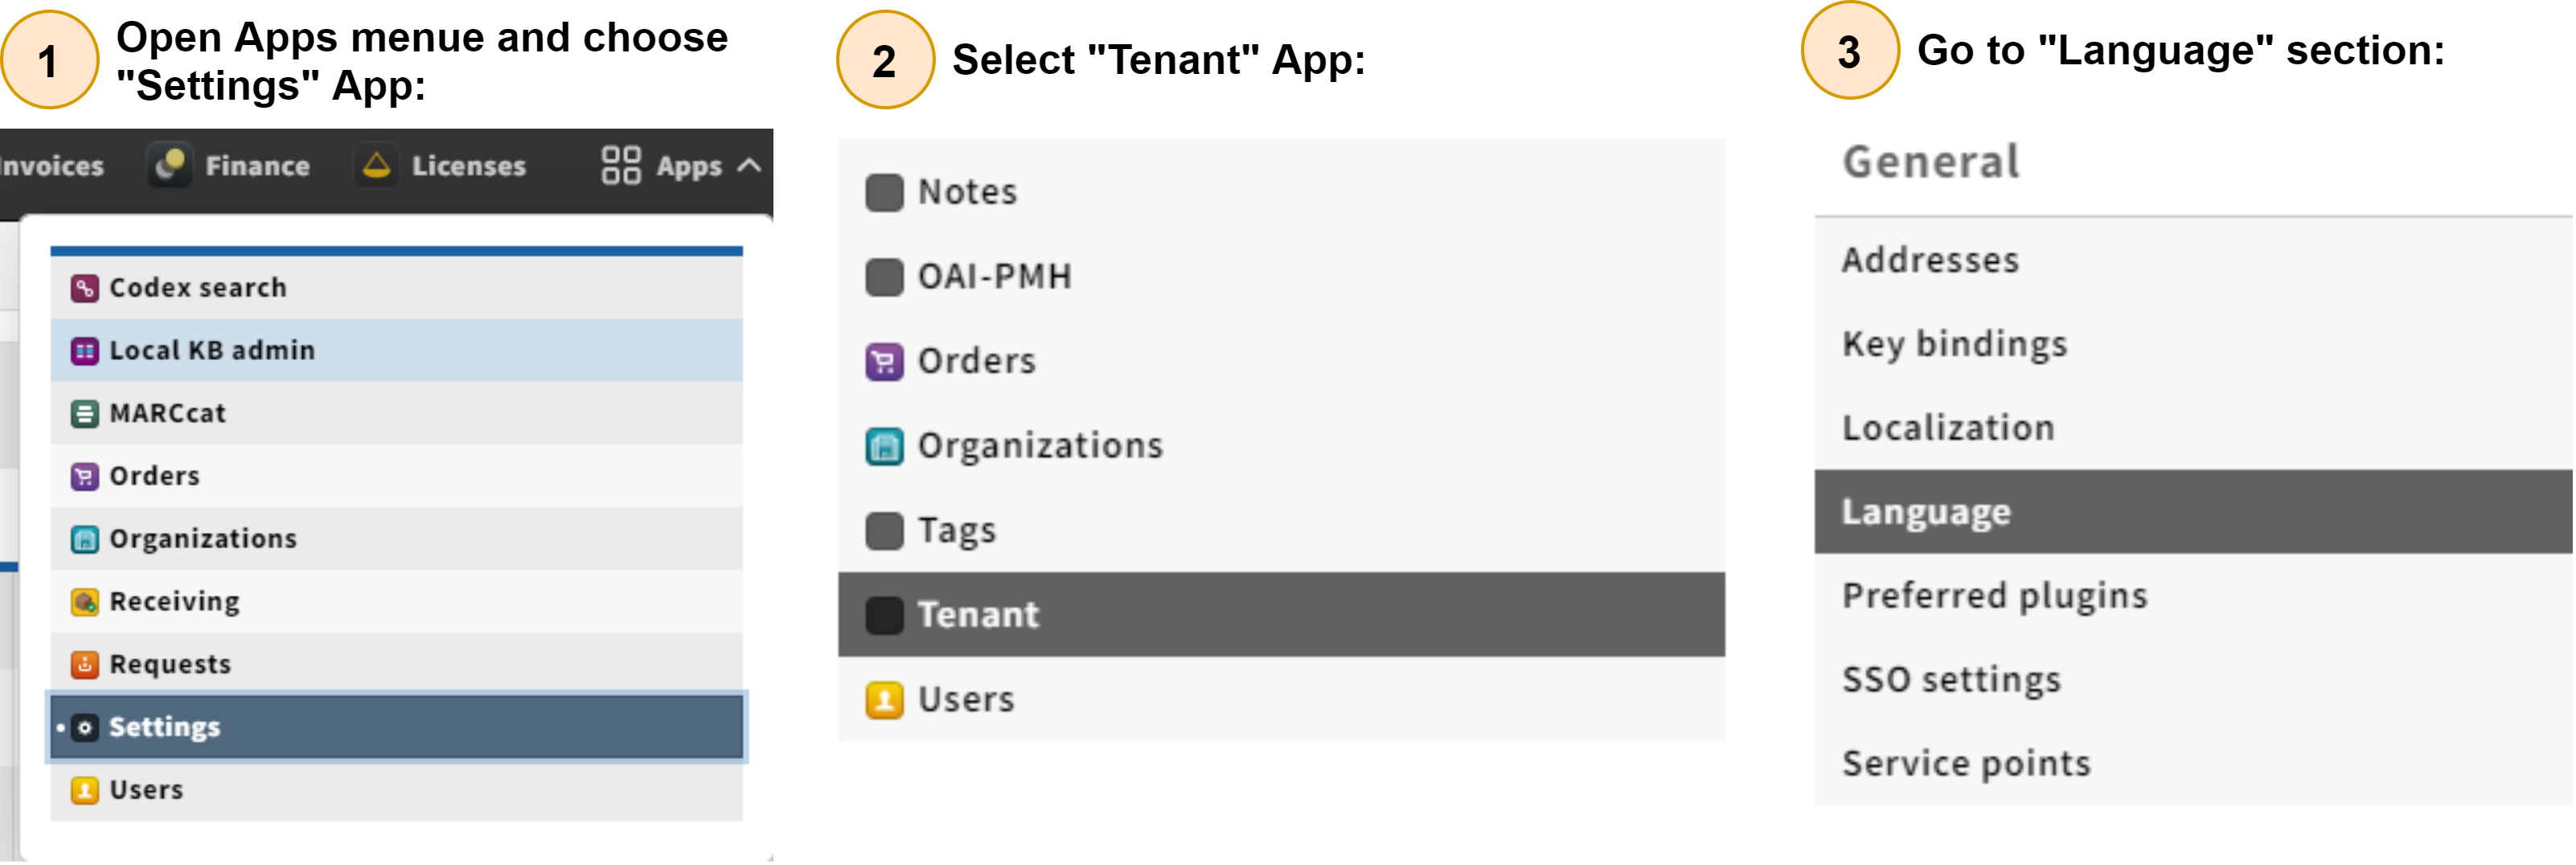 1
Open Apps menue and choose
"Settings" App:
nvoices Finance Licenses Apps
Codex search
Local KB admin
MARCcat
Orders
Organizations
Receiving
Requests
Settings
Users
2
Select "Tenant" App:
Notes
OAI-PMH
Orders
Organizations
Tags
Tenant
Users
3
Go to "Language" section:
General
Addresses
Key bindings
Localization
Language
Preferred plugins
SSO settings
Service points